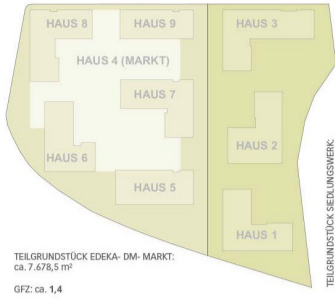 HAUS 8
HAUS 9
HAUS 3
HAUS 4 (MARKT)
HAUS 7
HAUS 2
HAUS 6
HAUS 5
HAUS 1
TEILGRUNDSTÜCK EDEKA- DM- MARKT:
ca. 7.678,5 m²
GFZ: ca. 1,4
TEILGRUNDSTÜCK SIEDLUNGSWERK: